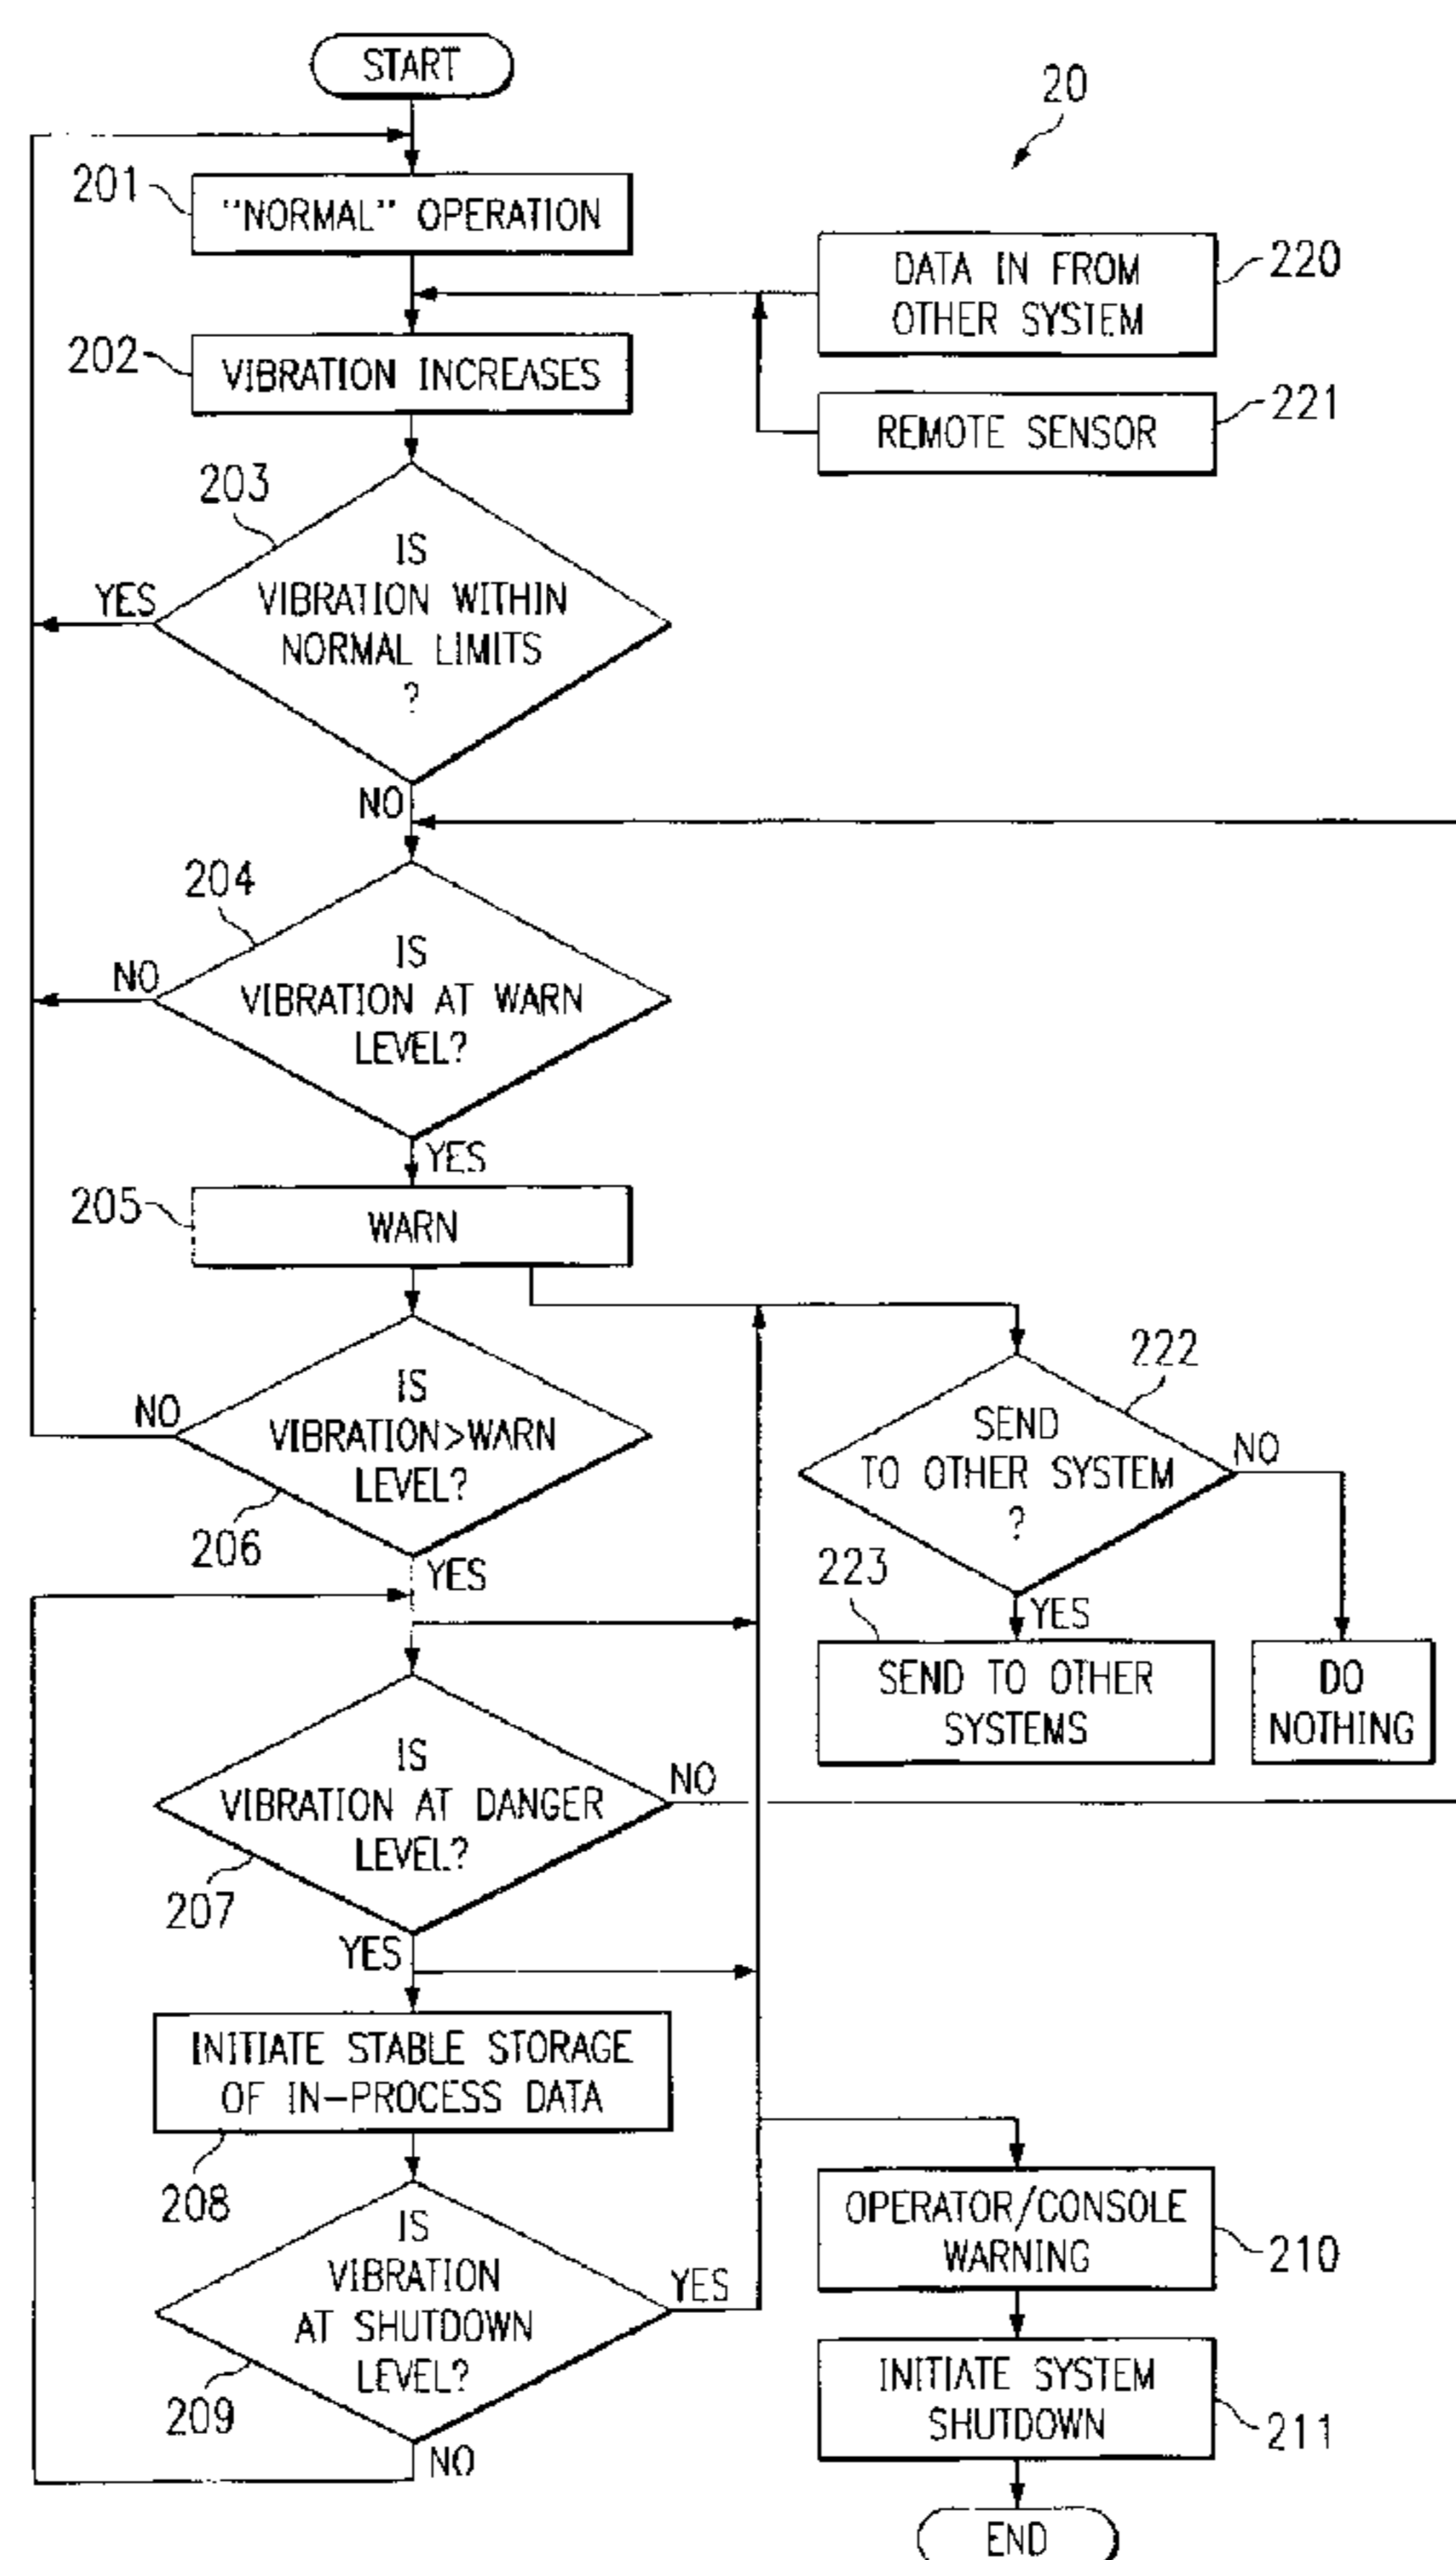 START
20
201
"NORMAL" OPERATION
DATA IN FROM
OTHER SYSTEM
220
202
VIBRATION INCREASES
REMOTE SENSOR
221
203
IS
VIBRATION WITHIN
NORMAL LIMITS
?
YES
NO
204
IS
VIBRATION AT WARN
LEVEL?
NO
YES
205
WARN
IS
VIBRATION>WARN
LEVEL?
NO
206
YES
222
SEND
TO OTHER SYSTEM
?
NO
YES
223
SEND TO OTHER
SYSTEMS
DO
NOTHING
IS
VIBRATION AT DANGER
LEVEL?
NO
207
YES
INITIATE STABLE STORAGE
OF IN-PROCESS DATA
208
IS
VIBRATION
AT SHUTDOWN
LEVEL?
YES
209
NO
OPERATOR/CONSOLE
WARNING
210
INITIATE SYSTEM
SHUTDOWN
211
END